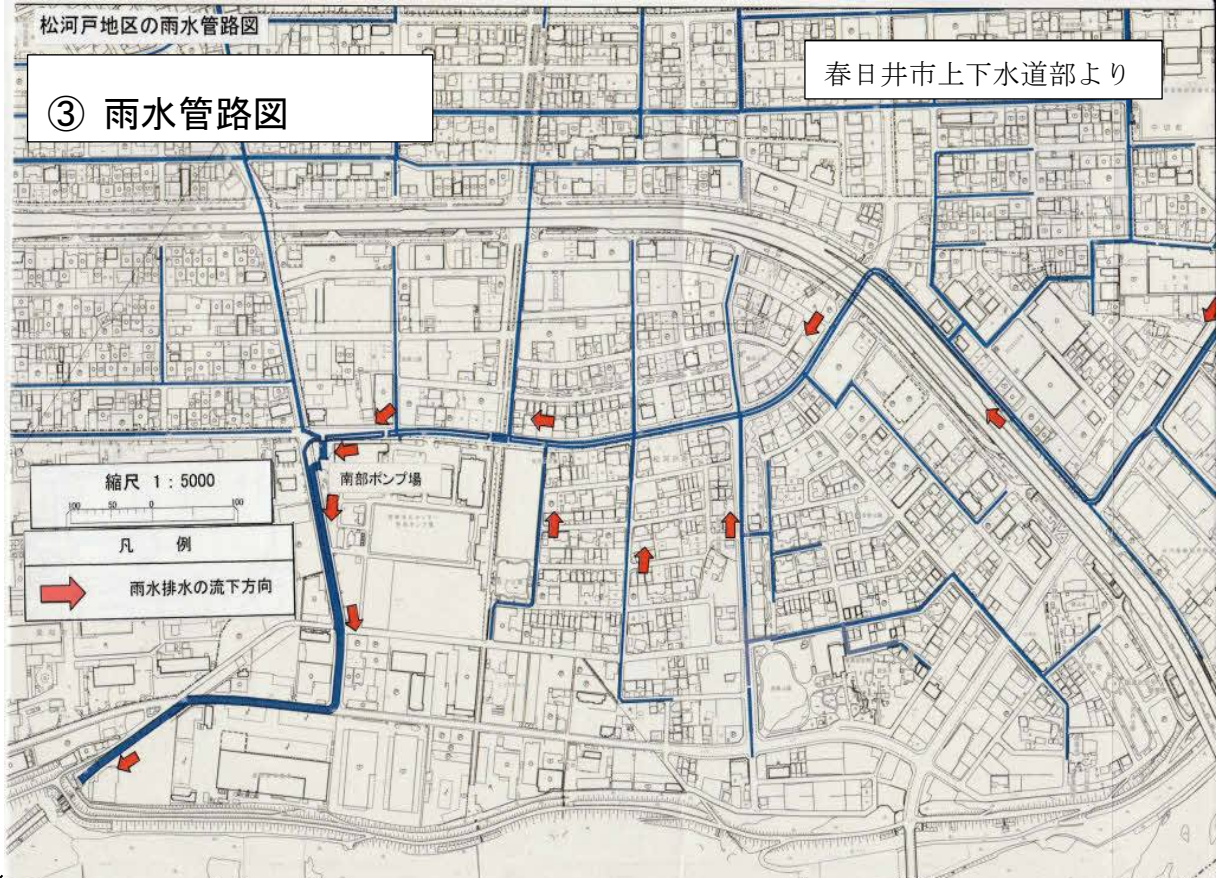 松河戸地区の雨水管路図
③ 雨水管路図
春日井市上下水道部より
南部ポンプ場
縮尺 1：5000
100 50 0 100
凡 例
雨水排水の流下方向